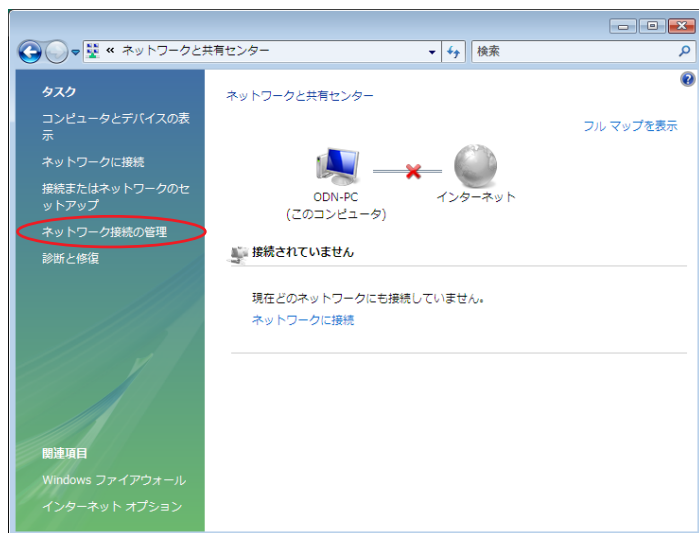 « ネットワークと共有センター
検索
タスク
コンピュータとデバイスの表
示
ネットワークに接続
接続またはネットワークのセ
ットアップ
ネットワーク接続の管理
診断と修復
関連項目
Windows ファイアウォール
インターネット オプション
ネットワークと共有センター
フル マップを表示
ODN-PC
(このコンピュータ)
インターネット
接続されていません
現在どのネットワークにも接続していません。
ネットワークに接続